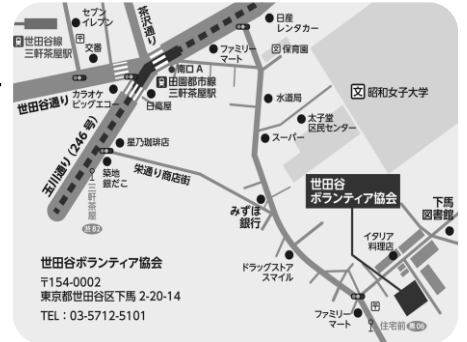 セブン
イレブン
茶沢通り
日産
レンタカー
世田谷線
三軒茶屋駅
交番
ファミリー
マート
保育園
南口A
田園都市線
三軒茶屋駅
カラオケ
ビッグエコー
日高屋
世田谷通り
水道局
文 昭和女子大学
太子堂
区民センター
スーパー
玉川通り(246号)
星乃珈琲店
築地
銀だこ
栄通り商店街
三軒茶屋
みずほ
銀行
世田谷
ボランティア協会
下馬
図書館
イタリア
料理店
ドラッグストア
スマイル
ファミリー
マート
住宅前
世田谷ボランティア協会
〒154-0002
東京都世田谷区下馬 2-20-14
TEL:03-5712-5101